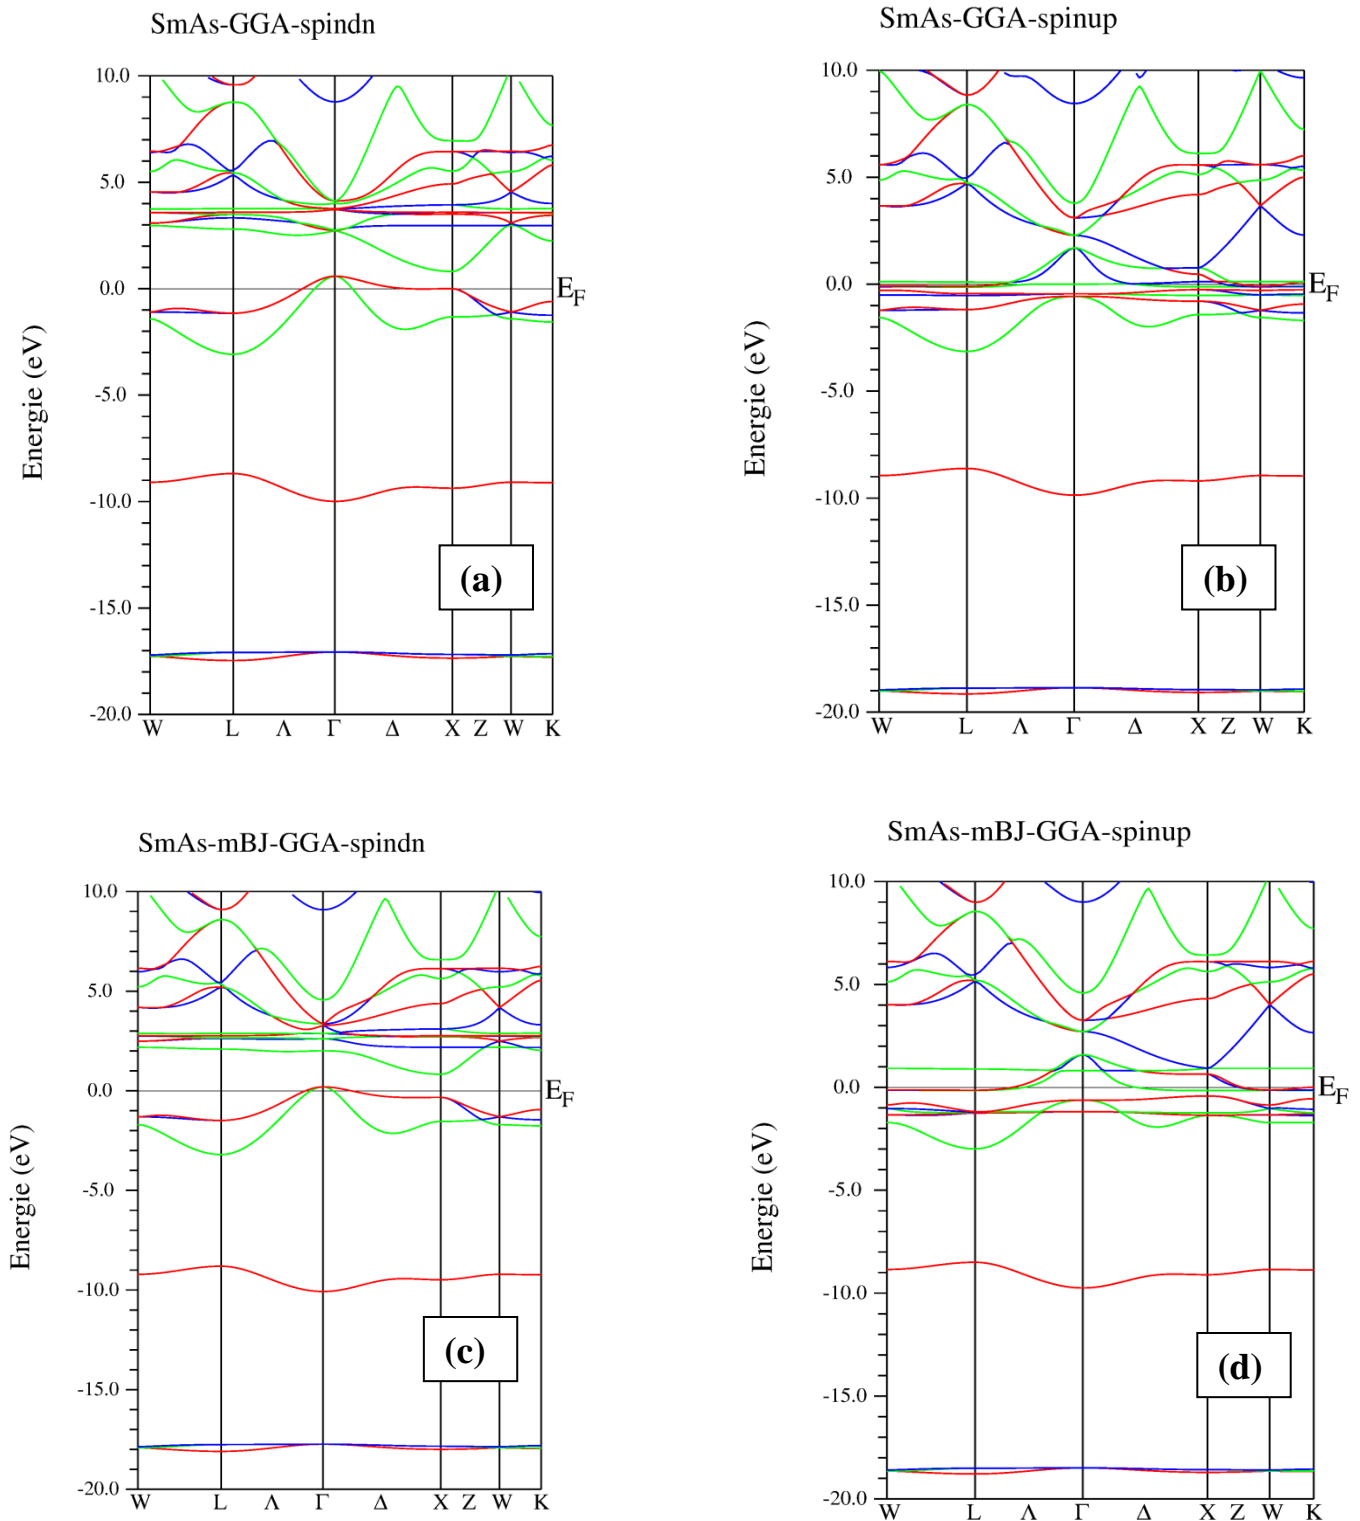 SmAs-GGA-spindn
10.0
5.0
0.0
-5.0
-10.0
-15.0
-20.0
Energie (eV)
E_F
W L Λ Γ Δ X Z W K
(a)
SmAs-GGA-spinup
10.0
5.0
0.0
-5.0
-10.0
-15.0
-20.0
Energie (eV)
E_F
W L Λ Γ Δ X Z W K
(b)
SmAs-mBJ-GGA-spindn
10.0
5.0
0.0
-5.0
-10.0
-15.0
-20.0
Energie (eV)
E_F
W L Λ Γ Δ X Z W K
(c)
SmAs-mBJ-GGA-spinup
10.0
5.0
0.0
-5.0
-10.0
-15.0
-20.0
Energie (eV)
E_F
W L Λ Γ Δ X Z W K
(d)